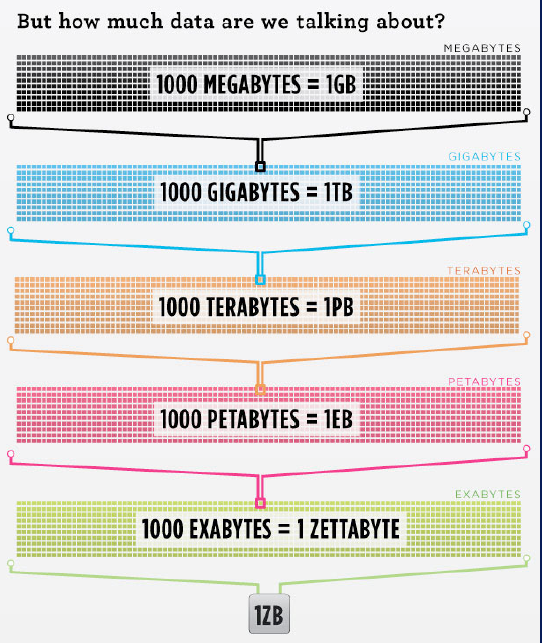 But how much data are we talking about?
MEGABYTES
1000 MEGABYTES = 1GB
GIGABYTES
1000 GIGABYTES = 1TB
TERABYTES
1000 TERABYTES = 1PB
PETABYTES
1000 PETABYTES = 1EB
EXABYTES
1000 EXABYTES = 1 ZETTABYTE
1ZB